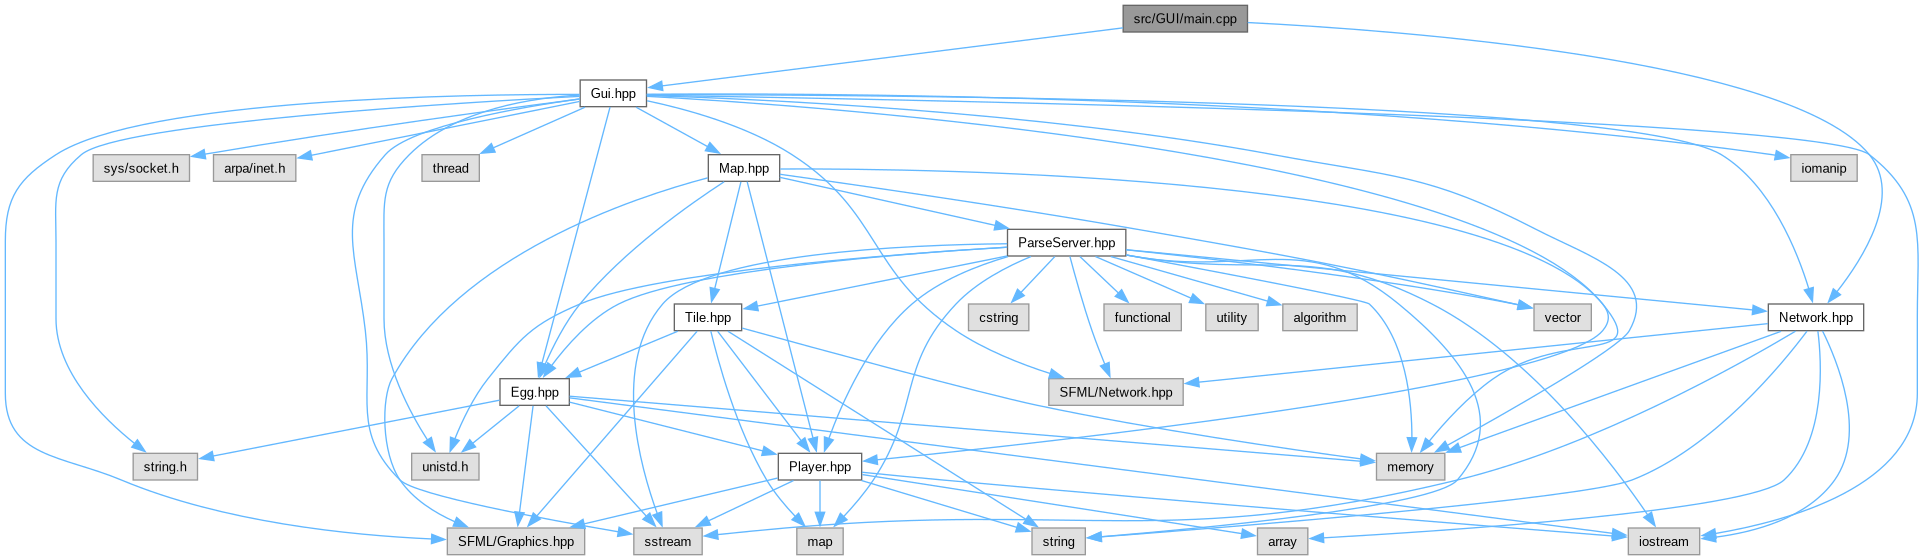 src/GUI/main.cpp
Gui.hpp
sys/socket.h
arpa/inet.h
thread
Map.hpp
iomanip
ParseServer.hpp
Tile.hpp
cstring
functional
utility
algorithm
vector
Network.hpp
Egg.hpp
SFML/Network.hpp
string.h
unistd.h
Player.hpp
memory
SFML/Graphics.hpp
sstream
map
string
array
iostream